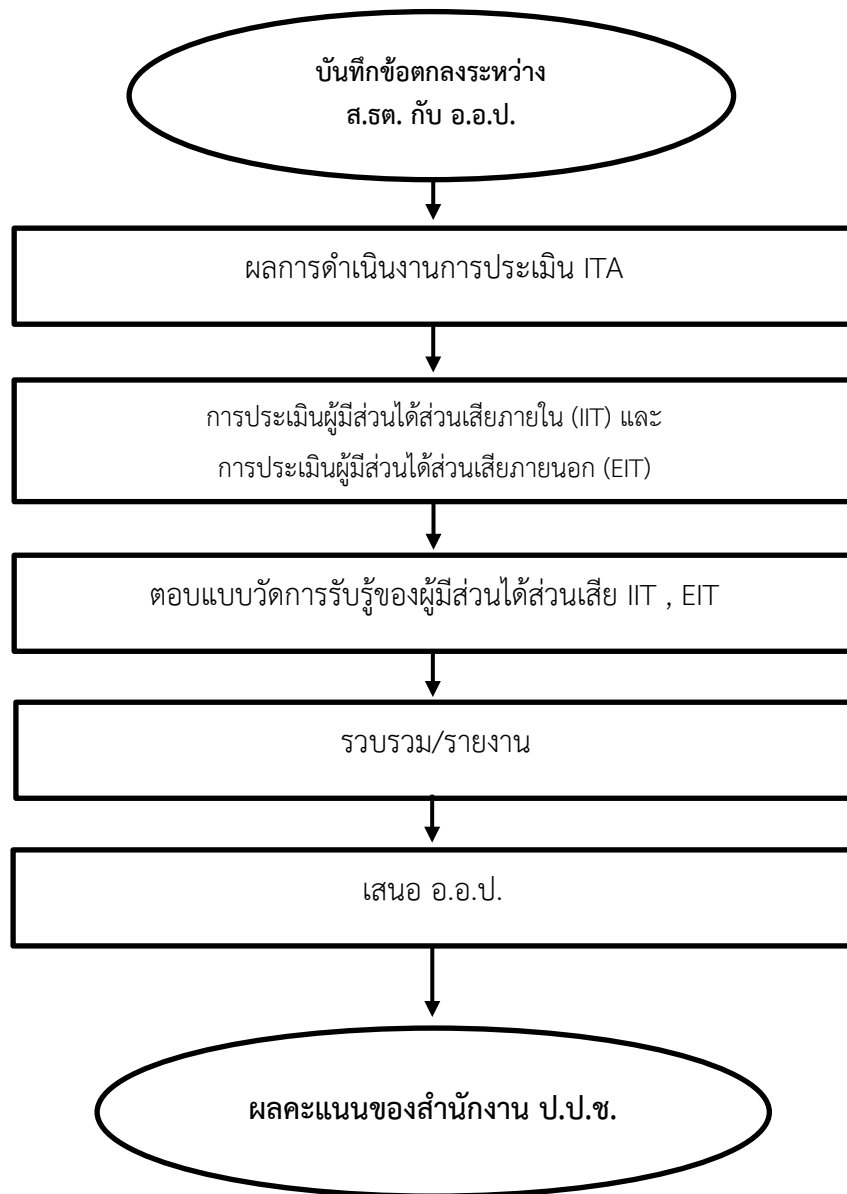 บันทึกข้อตกลงระหว่าง
ส.ธต. กับ อ.อ.ป.
ผลการดำเนินงานการประเมิน ITA
การประเมินผู้มีส่วนได้ส่วนเสียภายใน (IIT) และ
การประเมินผู้มีส่วนได้ส่วนเสียภายนอก (EIT)
ตอบแบบวัดการรับรู้ของผู้มีส่วนได้ส่วนเสีย IIT , EIT
รวบรวม/รายงาน
เสนอ อ.อ.ป.
ผลคะแนนของสำนักงาน ป.ป.ช.